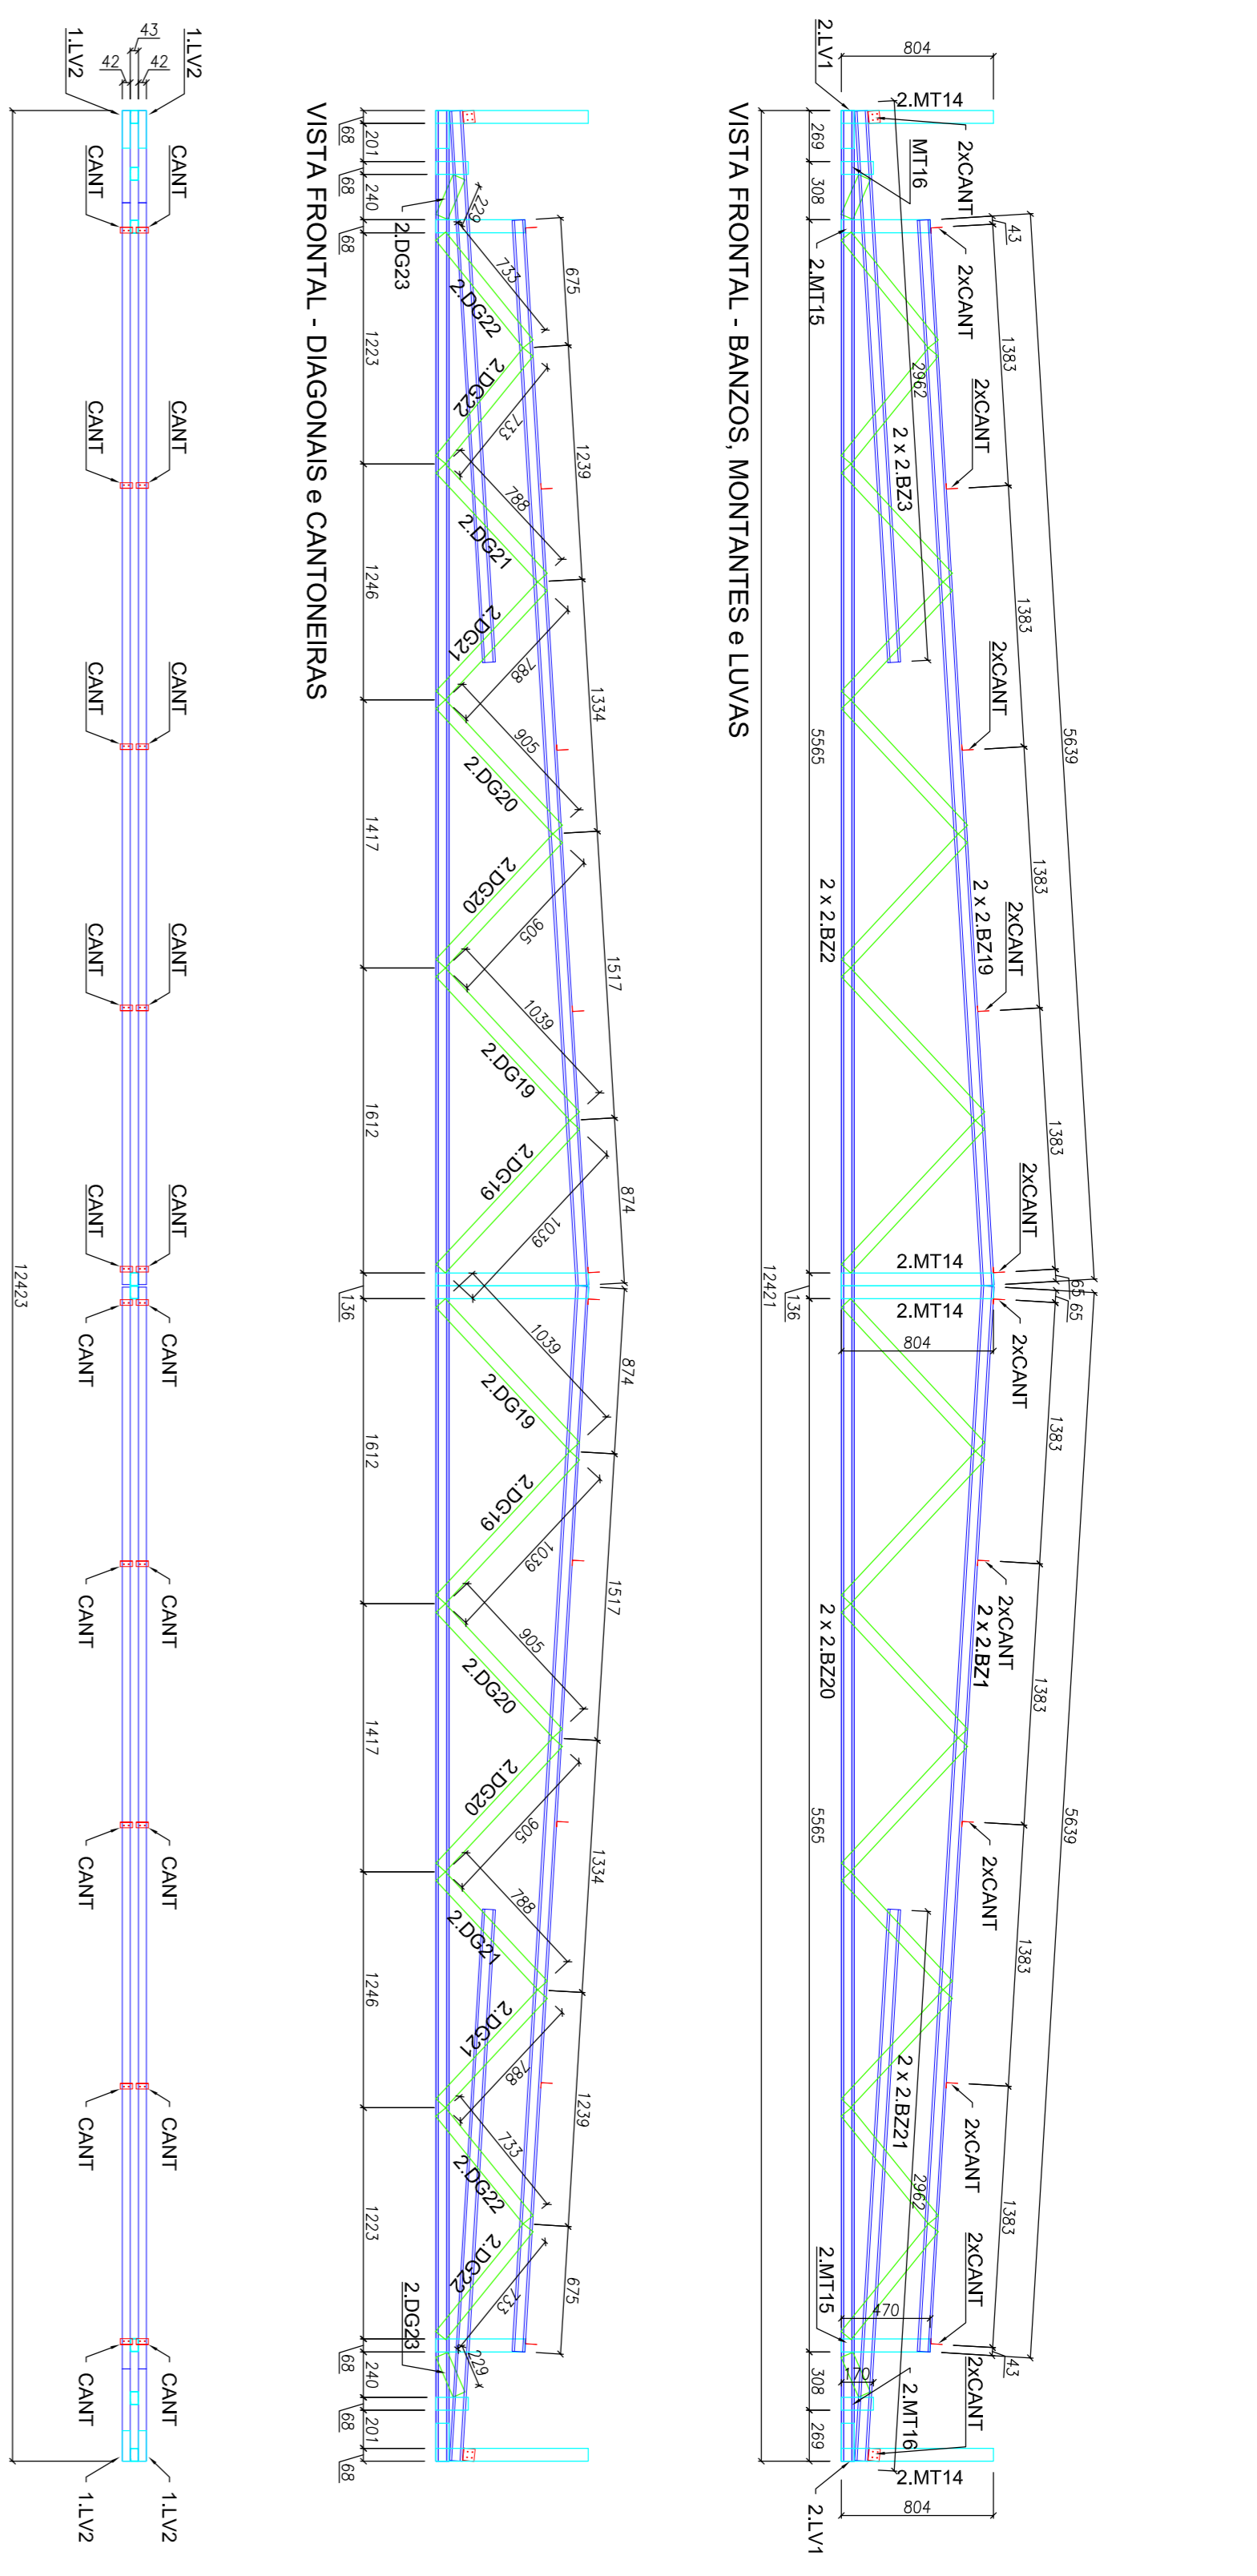 5639
5639
43
1383
1383
1383
1383
65
65
1383
1383
1383
1383
43
2xCANT
2xCANT
2xCANT
2xCANT
2xCANT
2xCANT
2xCANT
2xCANT
2xCANT
2xCANT
2xCANT
2xCANT
804
2.MT14
MT16
2962
2 x 2.BZ3
2 x 2.BZ19
2.MT14
2.MT14
804
2 x 2.BZ1
2 x 2.BZ21
2962
470
170
2.MT16
2.MT14
804
2.LV1
2.MT15
2 x 2.BZ2
2 x 2.BZ20
2.MT15
2.LV1
269
308
5565
136
5565
308
269
12421
VISTA FRONTAL - BANZOS, MONTANTES e LUVAS
675
1239
1334
1517
874
874
1517
1334
1239
675
229
733
733
788
788
905
905
1039
1039
1039
1039
905
905
788
788
733
733
229
2.DG23
2.DG22
2.DG22
2.DG21
2.DG21
2.DG20
2.DG20
2.DG19
2.DG19
2.DG19
2.DG19
2.DG20
2.DG20
2.DG21
2.DG21
2.DG22
2.DG22
2.DG23
68
201
240
68
1223
1246
1417
1612
136
1612
1417
1246
1223
68
240
68
201
68
VISTA FRONTAL - DIAGONAIS e CANTONEIRAS
1.LV2
CANT
CANT
CANT
CANT
CANT
CANT
CANT
CANT
CANT
CANT
1.LV2
43
42
42
1.LV2
CANT
CANT
CANT
CANT
CANT
CANT
CANT
CANT
CANT
CANT
1.LV2
12423